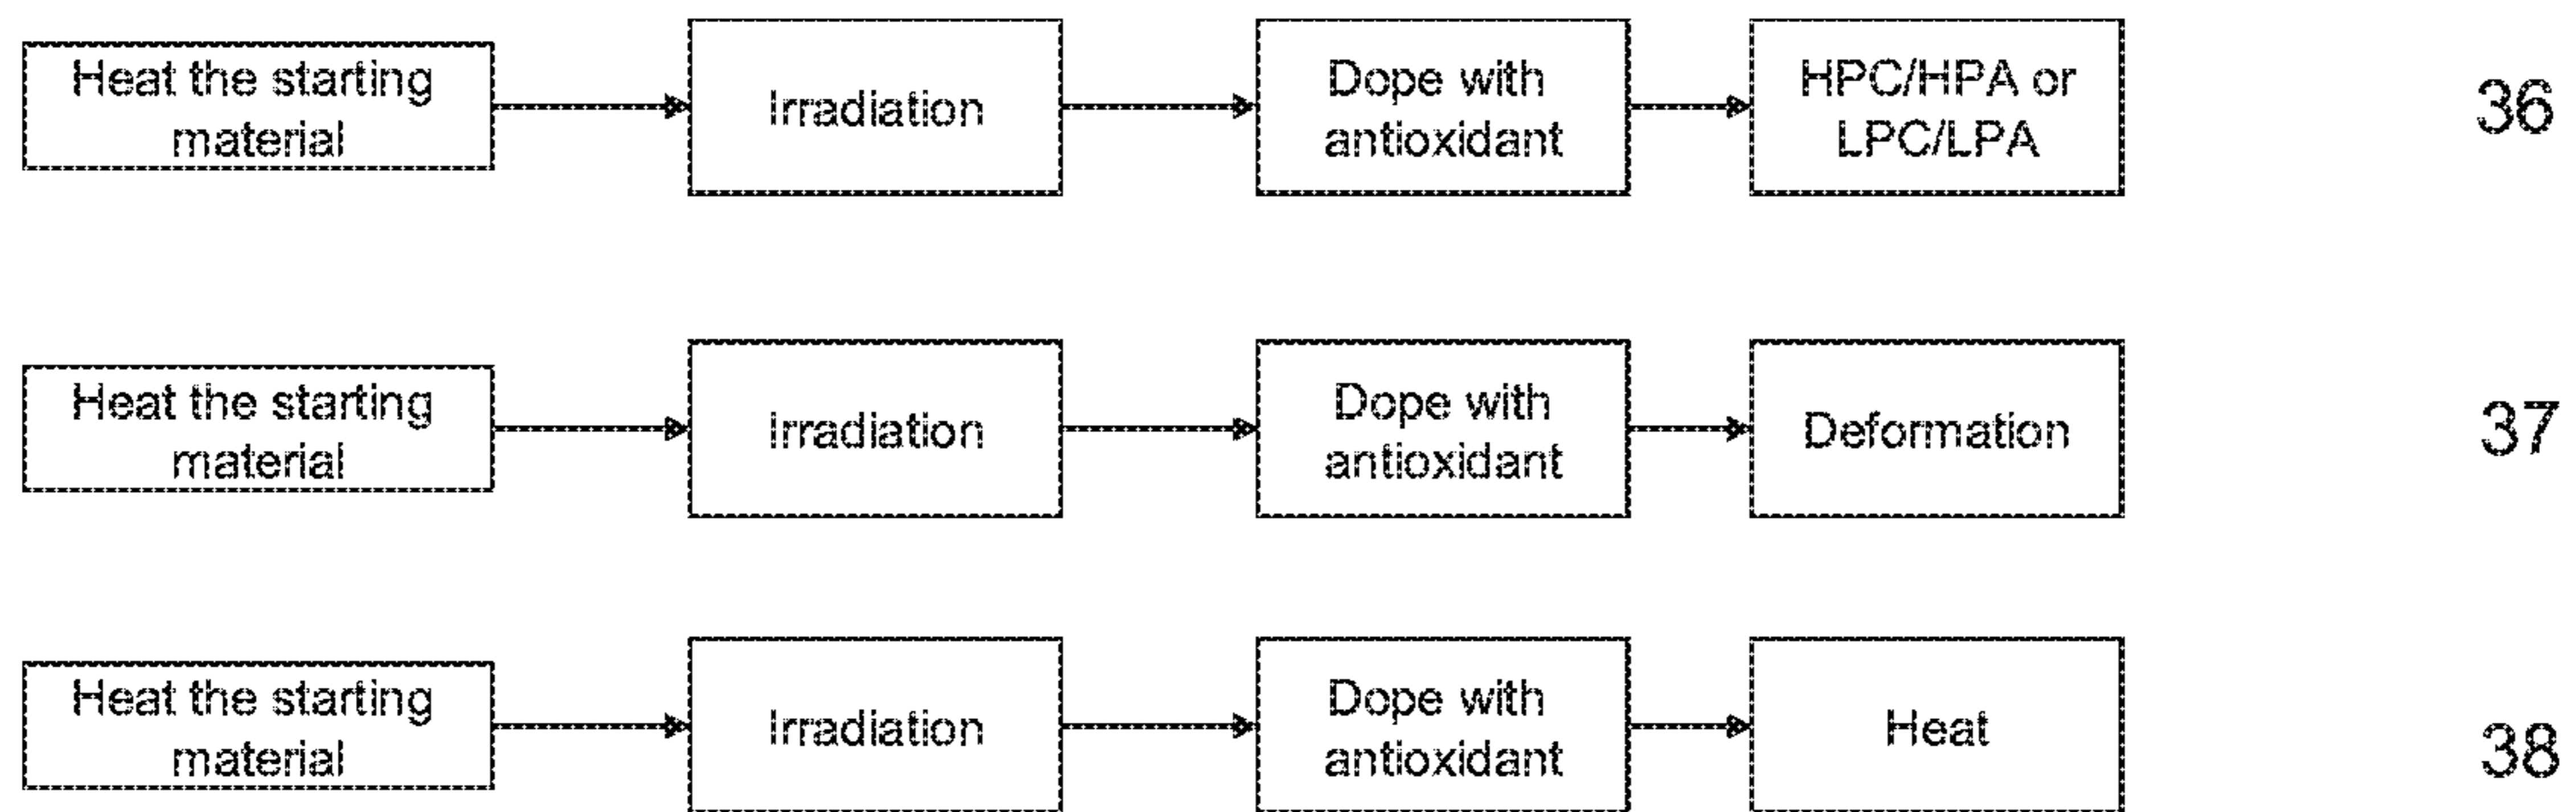 Heat the starting
material
Irradiation
Dope with
antioxidant
HPC/HPA or
LPC/LPA
36
Heat the starting
material
Irradiation
Dope with
antioxidant
Deformation
37
Heat the starting
material
Irradiation
Dope with
antioxidant
Heat
38